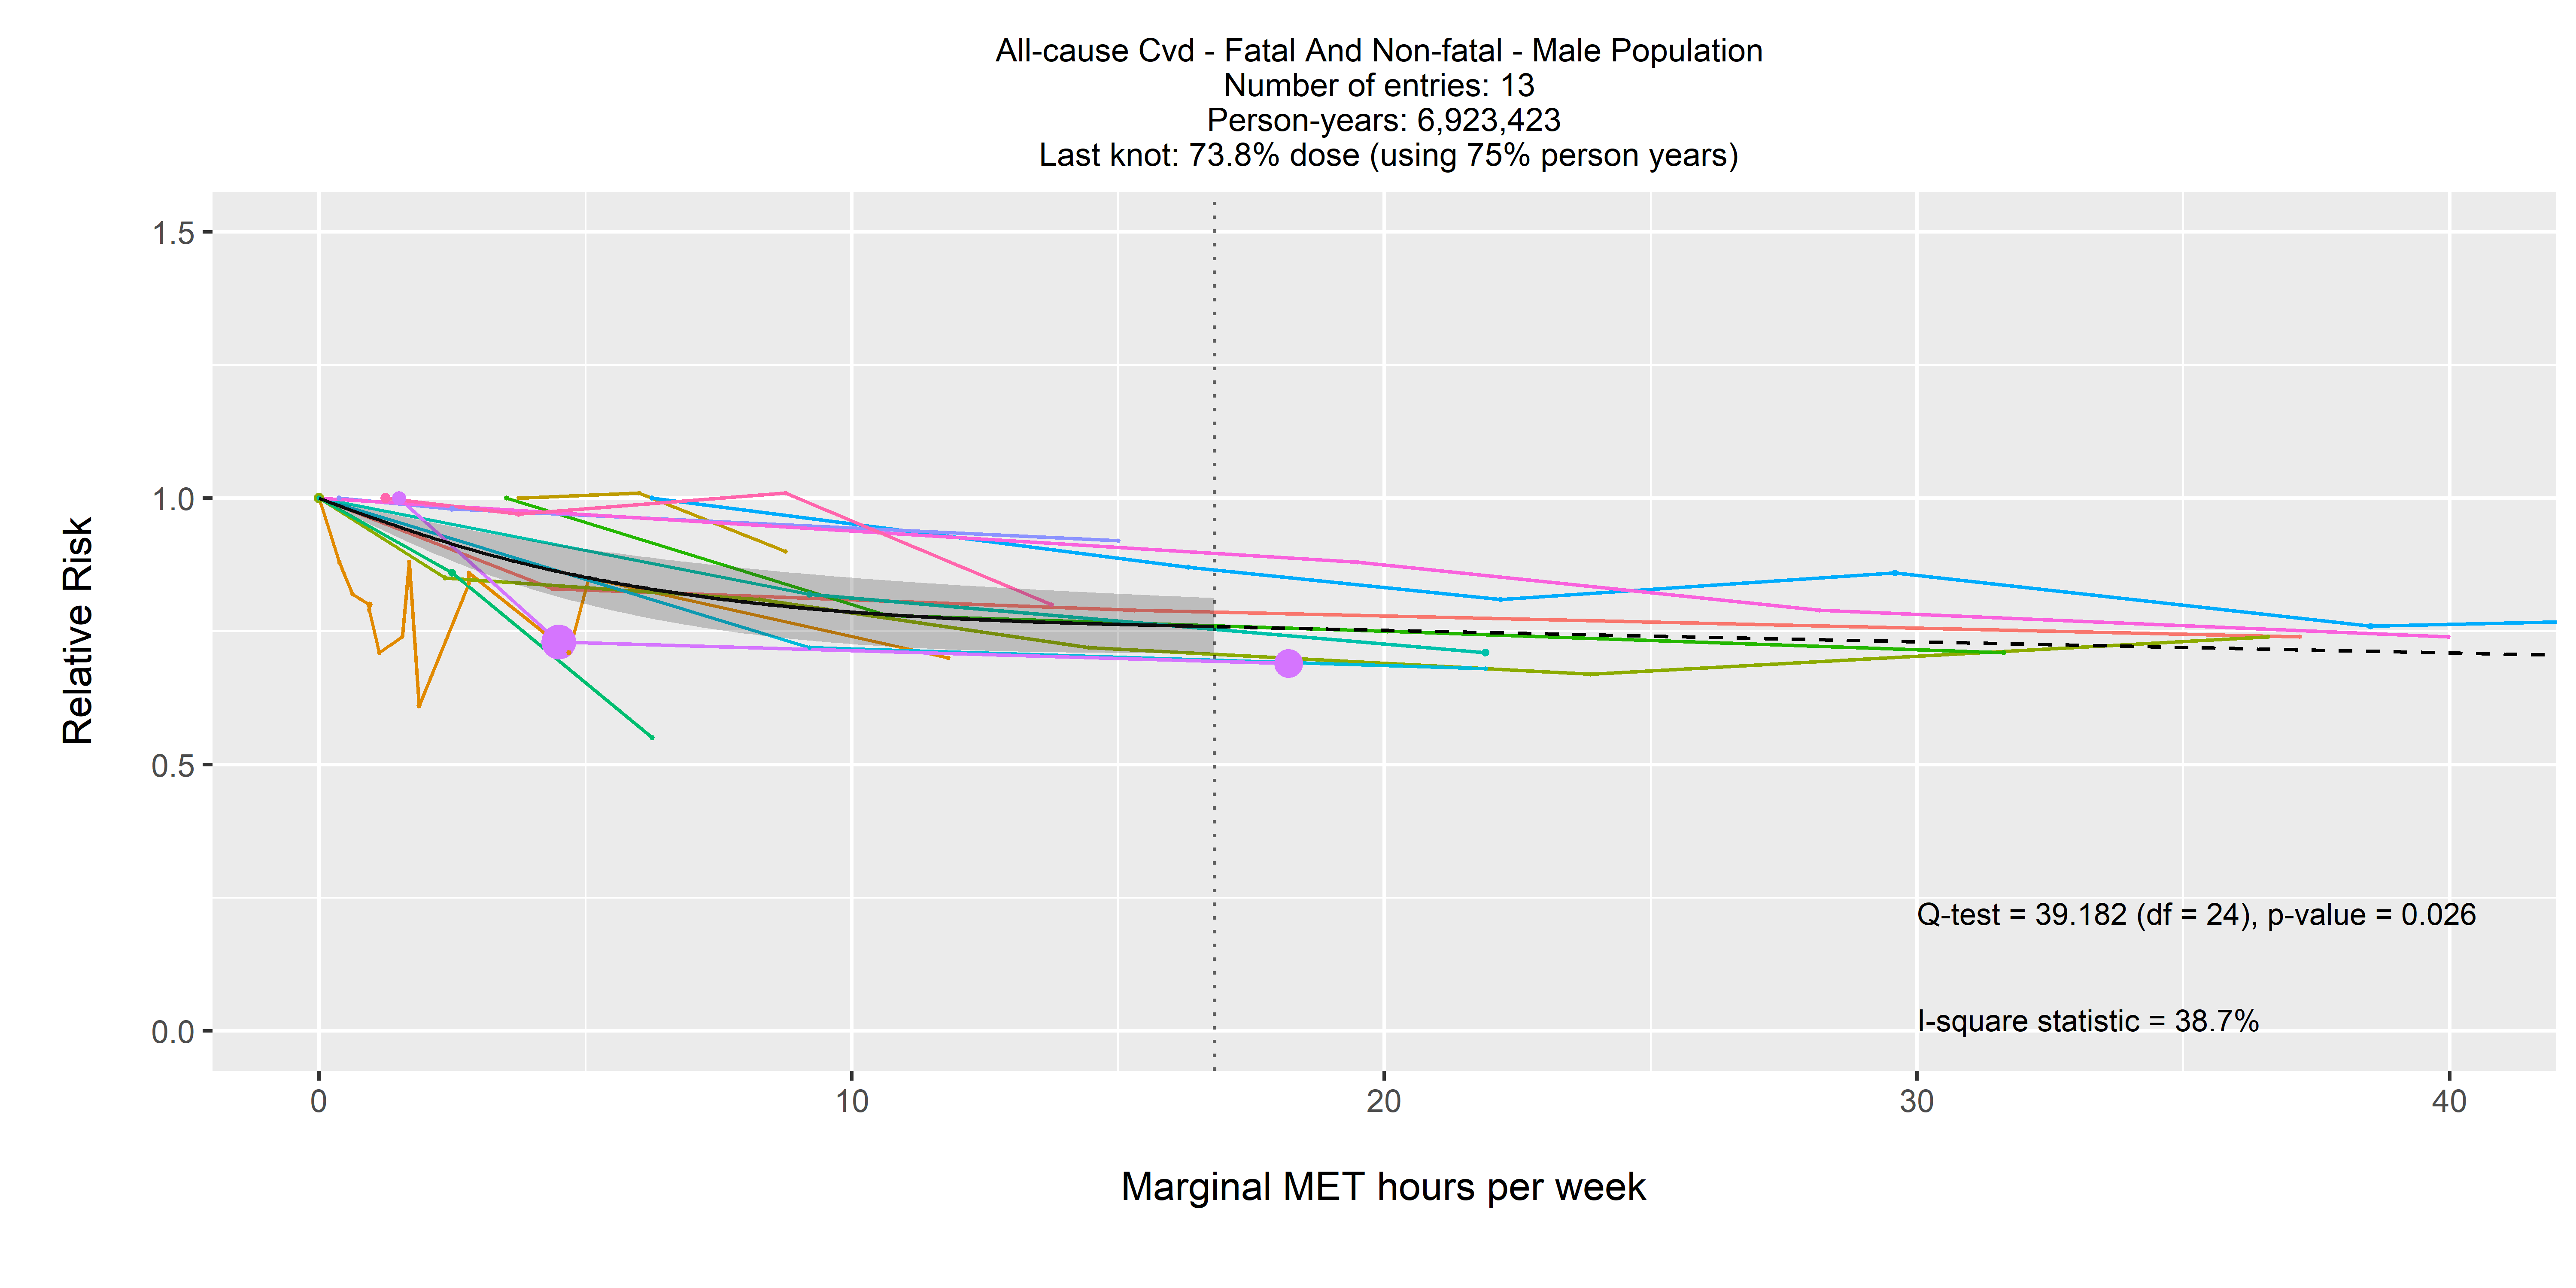 All-cause Cvd - Fatal And Non-fatal - Male Population
Number of entries: 13
Person-years: 6,923,423
Last knot: 73.8% dose (using 75% person years)
1.5
1.0
0.5
0.0
Relative Risk
Q-test = 39.182 (df = 24), p-value = 0.026
I-square statistic = 38.7%
0 10 20 30 40
Marginal MET hours per week